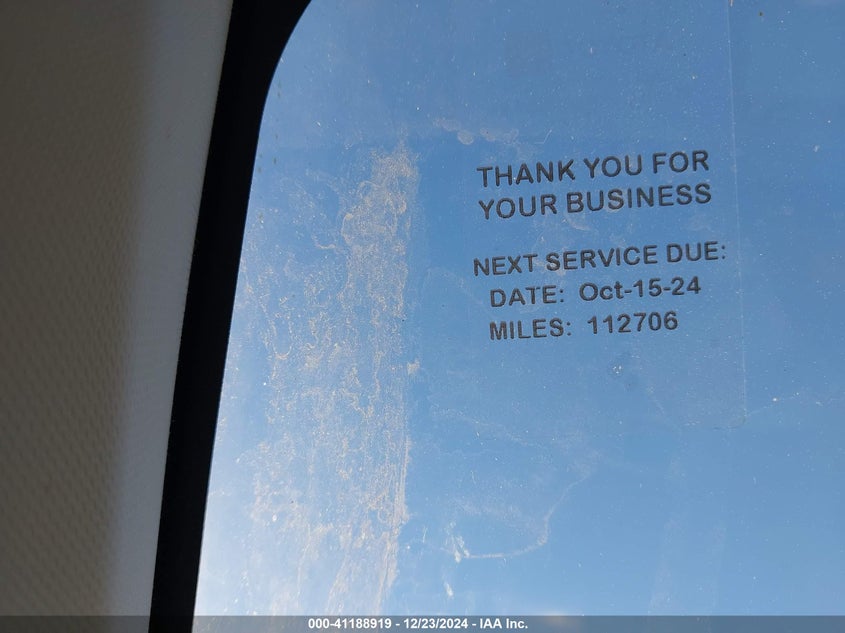 THANK YOU FOR
YOUR BUSINESS
NEXT SERVICE DUE:
DATE: Oct-15-24
MILES: 112706
000-41188919 - 12/23/2024 - IAA Inc.